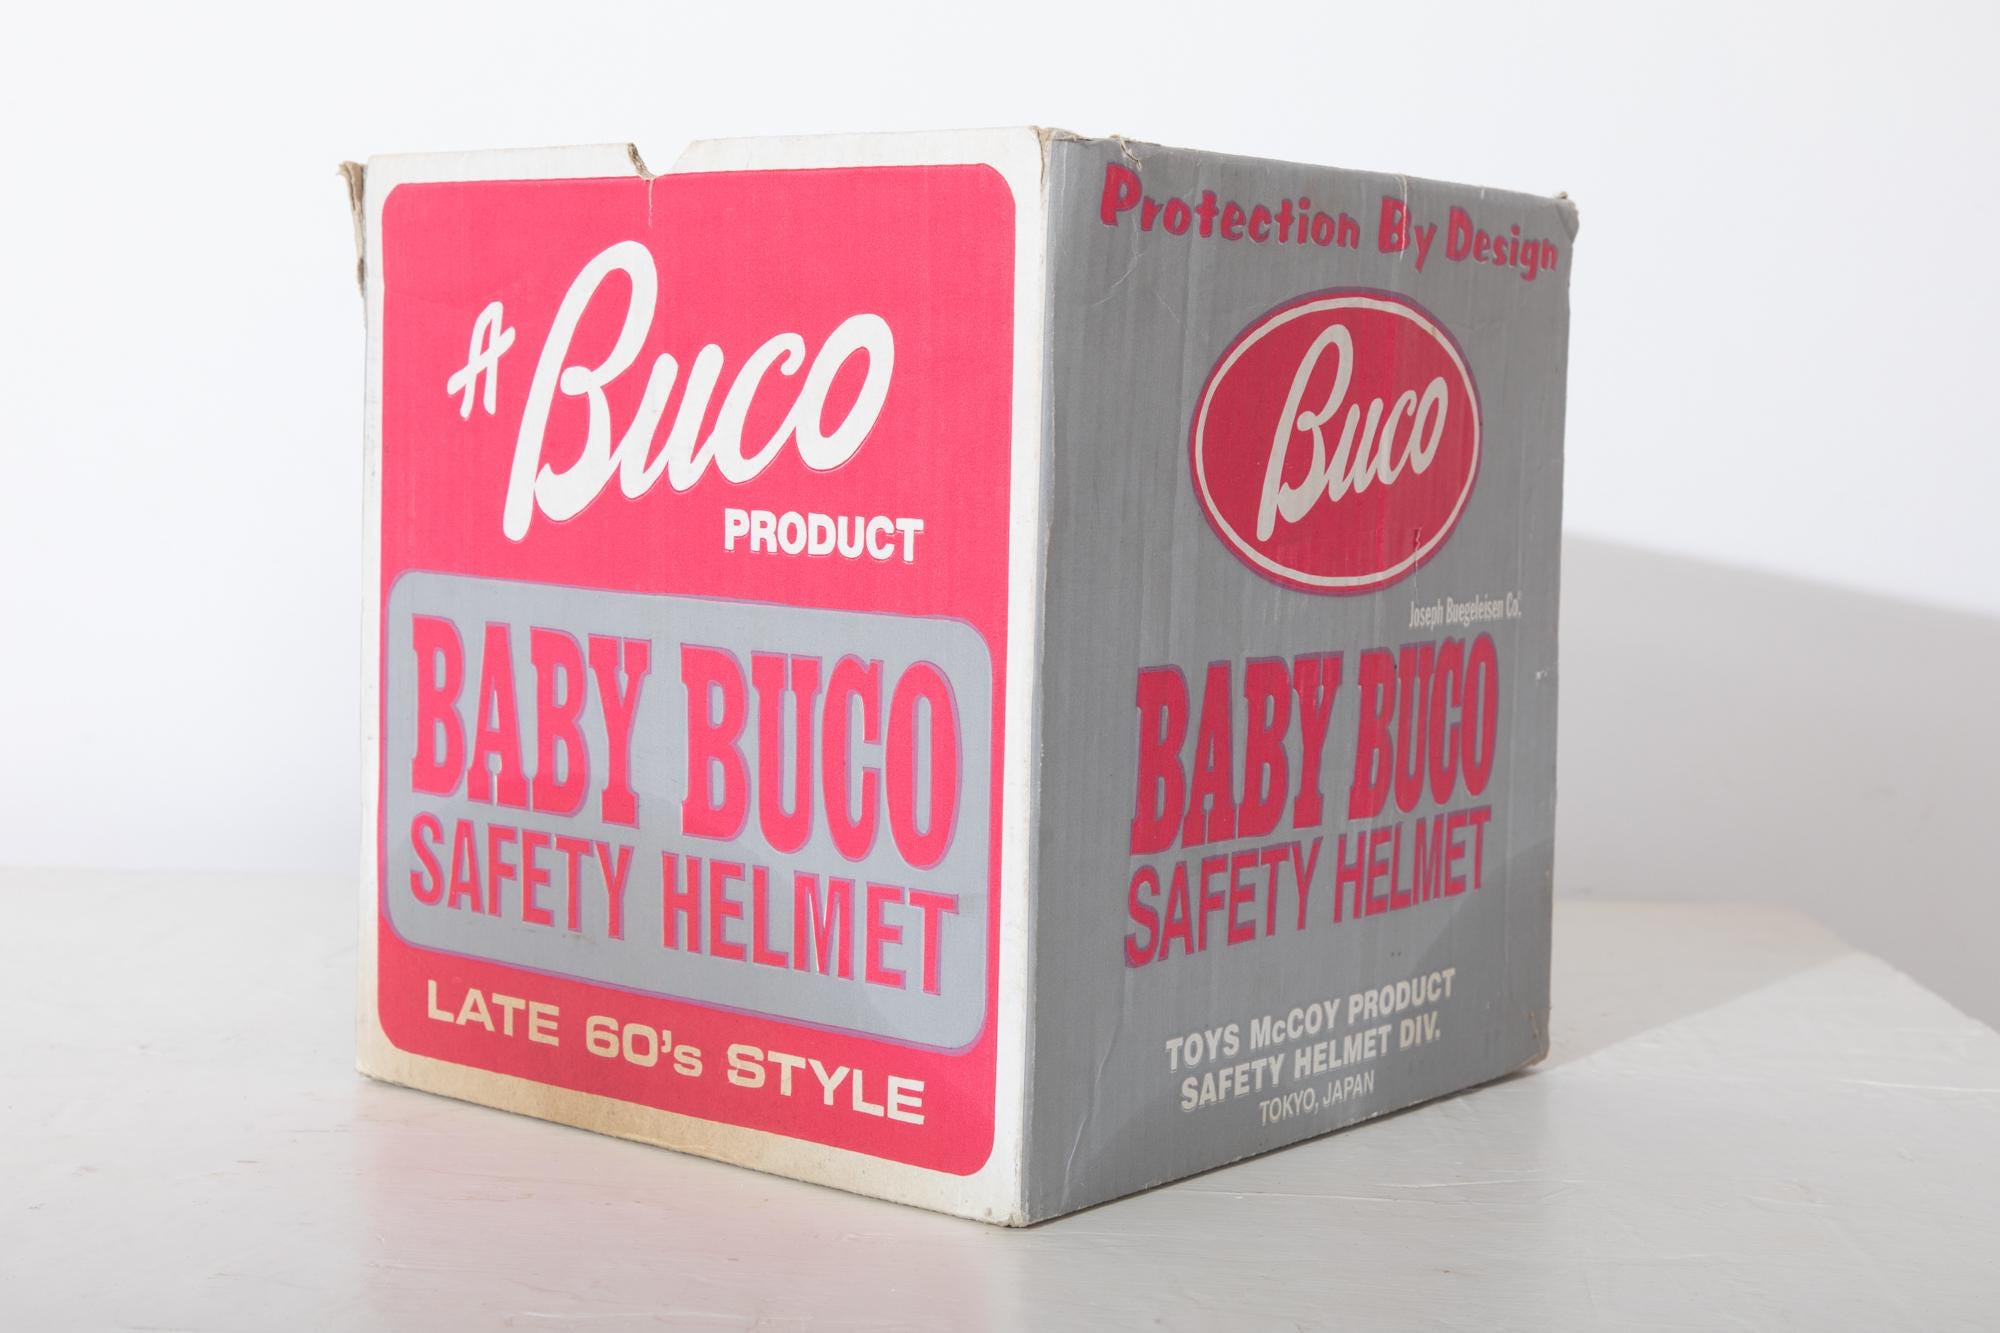 A Buco
PRODUCT
BABY BUCO
SAFETY HELMET
LATE 60's STYLE
Protection By Design
Buco
Joseph Buegeleisen Co.
BABY BUCO
SAFETY HELMET
TOYS McCOY PRODUCT
SAFETY HELMET DIV.
TOKYO, JAPAN